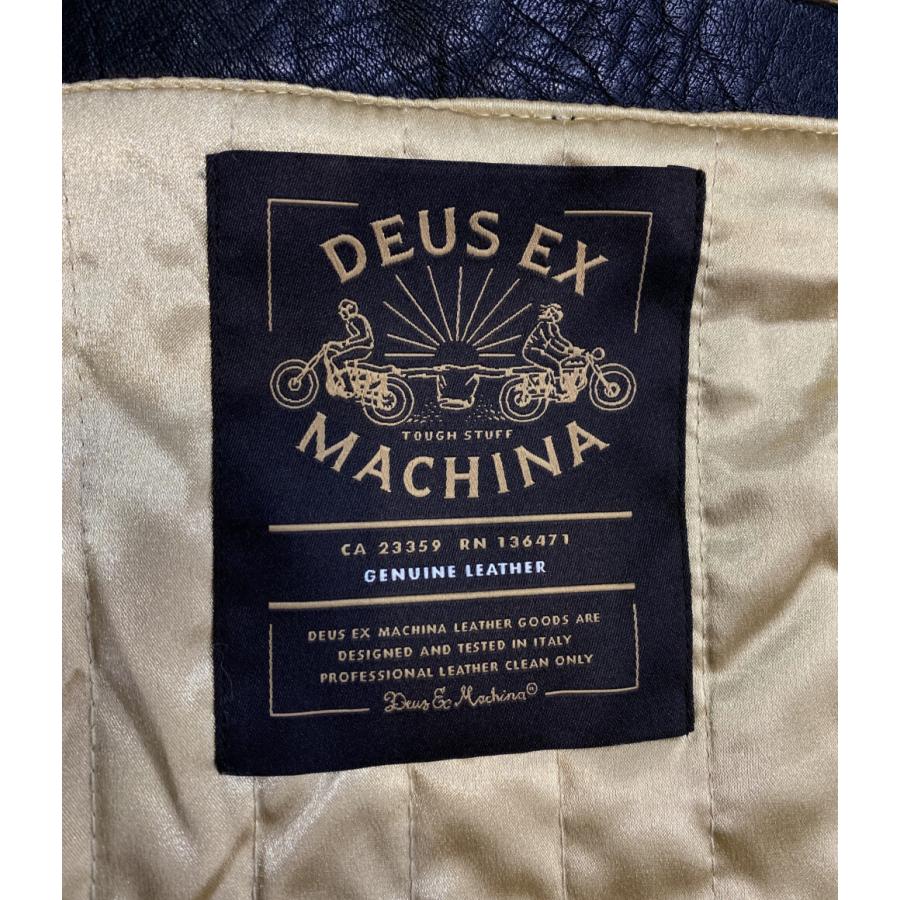 DEUS EX
TOUGH STUFF
MACHINA
CA 23359 RN 136471
GENUINE LEATHER
DEUS EX MACHINA LEATHER GOODS ARE
DESIGNED AND TESTED IN ITALY
PROFESSIONAL LEATHER CLEAN ONLY
Deus Ex Machina®